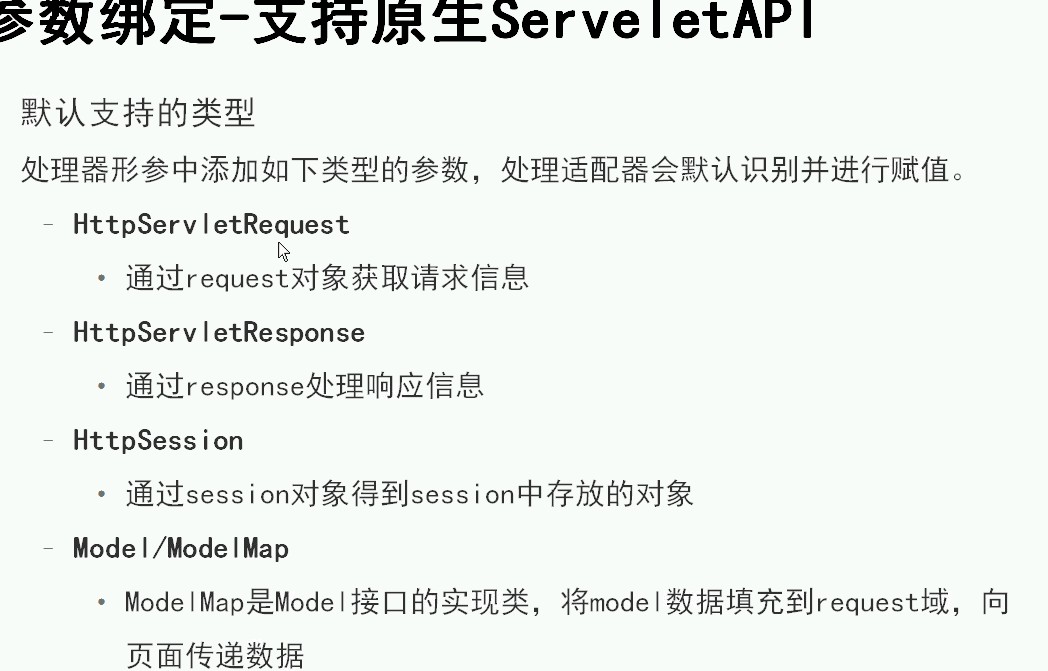 参数绑定-支持原生ServeletAPI
默认支持的类型
处理器形参中添加如下类型的参数，处理适配器会默认识别并进行赋值。
– HttpServletRequest
• 通过request对象获取请求信息
– HttpServletResponse
• 通过response处理响应信息
– HttpSession
• 通过session对象得到session中存放的对象
– Model/ModelMap
• ModelMap是Model接口的实现类，将model数据填充到request域，向
页面传递数据